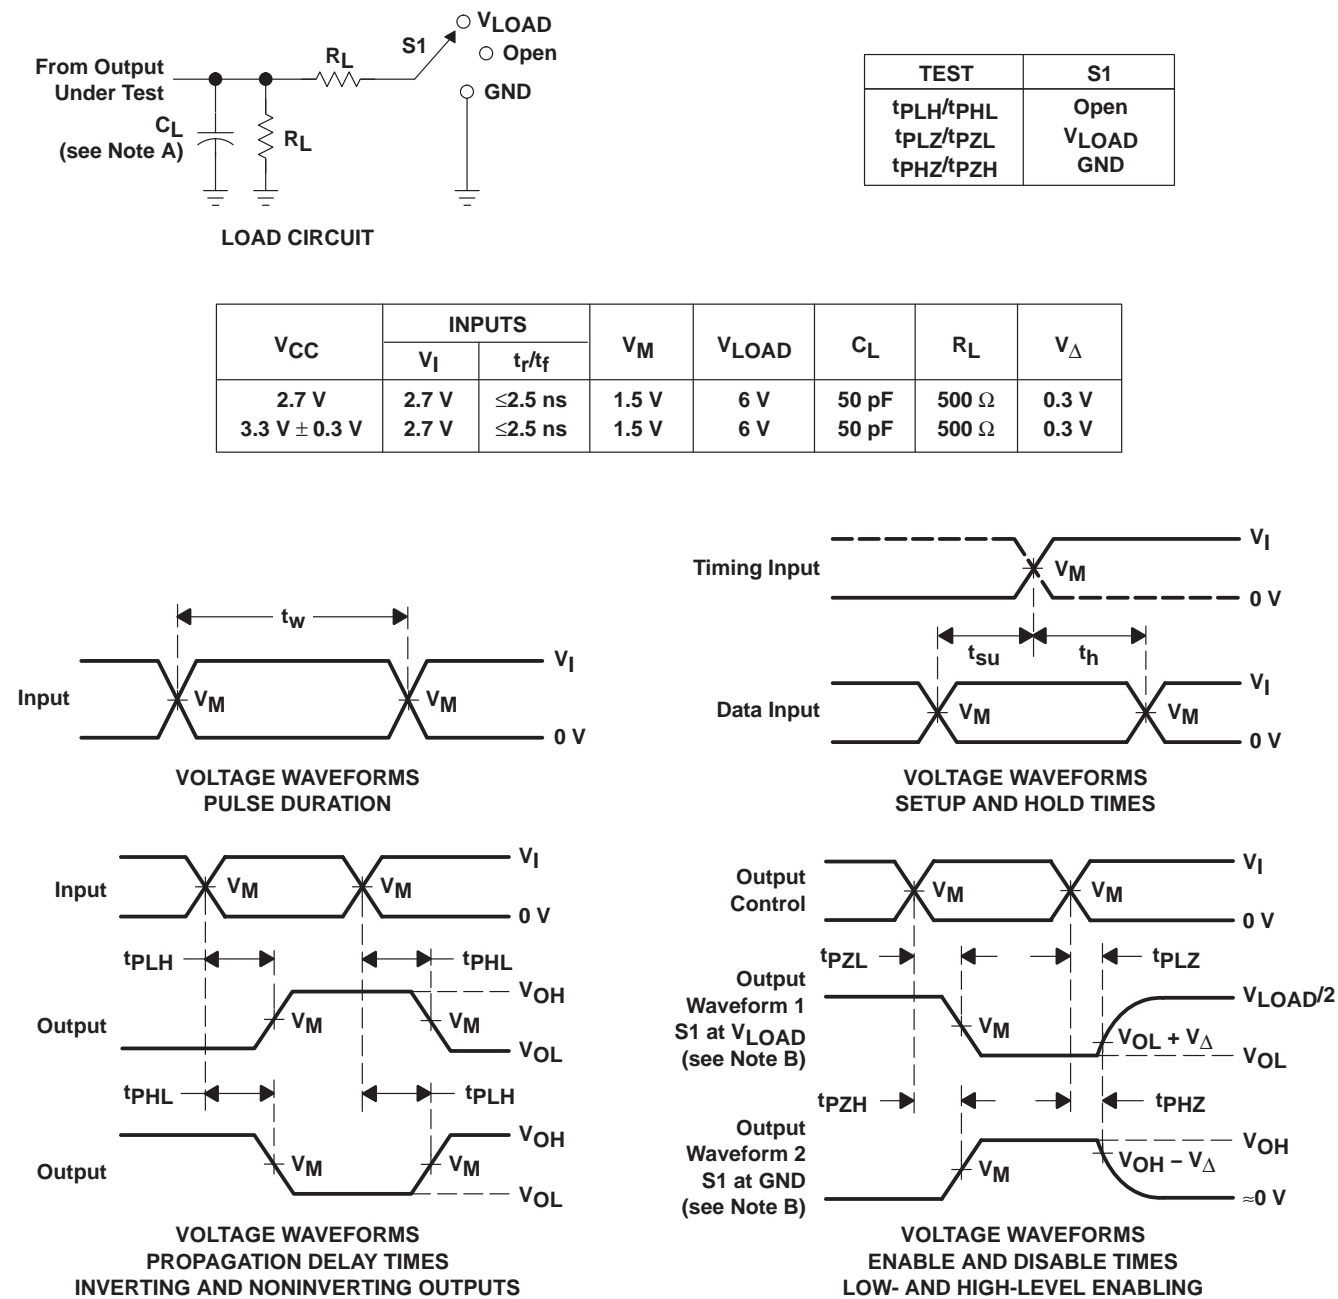 VLOAD
S1
Open
RL
From Output
Under Test
GND
CL
(see Note A)
RL
LOAD CIRCUIT
TEST S1
tPLH/tPHL Open
tPLZ/tPZL VLOAD
tPHZ/tPZH GND
VCC INPUTS VM VLOAD CL RL VΔ
VI tr/tf
2.7 V 2.7 V ≤2.5 ns 1.5 V 6 V 50 pF 500 Ω 0.3 V
3.3 V ± 0.3 V 2.7 V ≤2.5 ns 1.5 V 6 V 50 pF 500 Ω 0.3 V
tw
Input
VM
VM
VI
0 V
VOLTAGE WAVEFORMS
PULSE DURATION
Timing Input
VM
VI
0 V
tsu
th
Data Input
VM
VM
VI
0 V
VOLTAGE WAVEFORMS
SETUP AND HOLD TIMES
Input
VM
VM
VI
0 V
tPLH
tPHL
Output
VM
VM
VOH
VOL
tPHL
tPLH
Output
VM
VM
VOH
VOL
VOLTAGE WAVEFORMS
PROPAGATION DELAY TIMES
INVERTING AND NONINVERTING OUTPUTS
Output
Control
VM
VM
VI
0 V
tPZL
tPLZ
Output
Waveform 1
S1 at VLOAD
(see Note B)
VM
VOL + VΔ
VLOAD/2
VOL
tPZH
tPHZ
Output
Waveform 2
S1 at GND
(see Note B)
VM
VOH − VΔ
VOH
≈0 V
VOLTAGE WAVEFORMS
ENABLE AND DISABLE TIMES
LOW- AND HIGH-LEVEL ENABLING